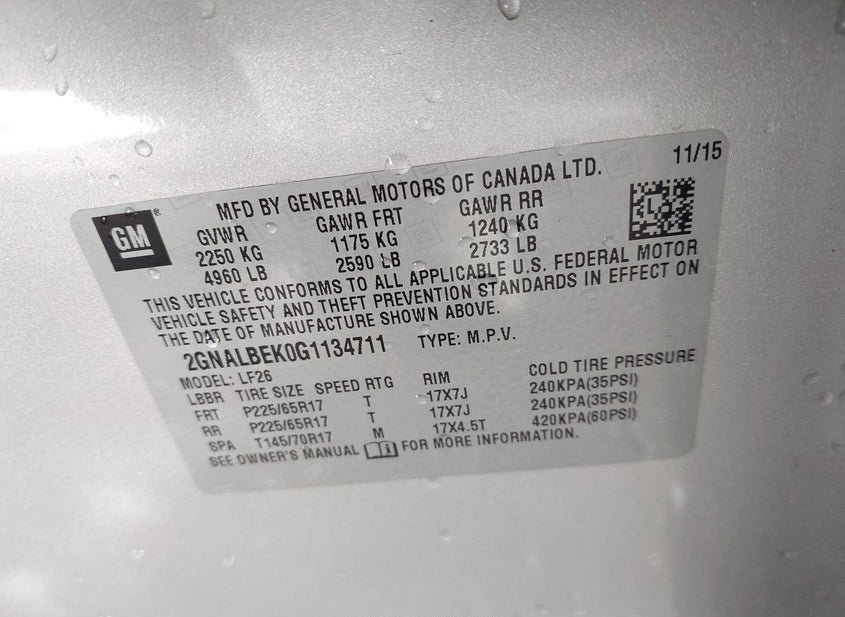 11/15
MFD BY GENERAL MOTORS OF CANADA LTD.
GM ®
GVWR GAWR FRT GAWR RR
2250 KG 1175 KG 1240 KG
4960 LB 2590 LB 2733 LB
THIS VEHICLE CONFORMS TO ALL APPLICABLE U.S. FEDERAL MOTOR
VEHICLE SAFETY AND THEFT PREVENTION STANDARDS IN EFFECT ON
THE DATE OF MANUFACTURE SHOWN ABOVE.
2GNALBEK0G1134711 TYPE: M.P.V.
MODEL: LF26
LBBR TIRE SIZE SPEED RTG RIM COLD TIRE PRESSURE
FRT P225/65R17 T 17X7J 240KPA(35PSI)
RR P225/65R17 T 17X7J 240KPA(35PSI)
SPA T145/70R17 M 17X4.5T 420KPA(60PSI)
SEE OWNER'S MANUAL FOR MORE INFORMATION.